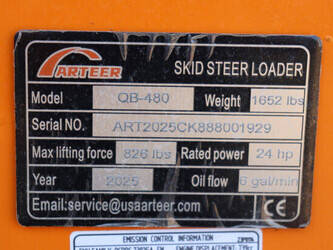 ARTEER
SKID STEER LOADER
Model QB-480 Weight 1652 lbs
Serial NO. ART2025CK888001929
Max lifting force 826 lbs Rated power 24 hp
Year 2025 Oil flow 6 gal/min
Email:service@usaarteer.com
EMISSION CONTROL INFORMATION